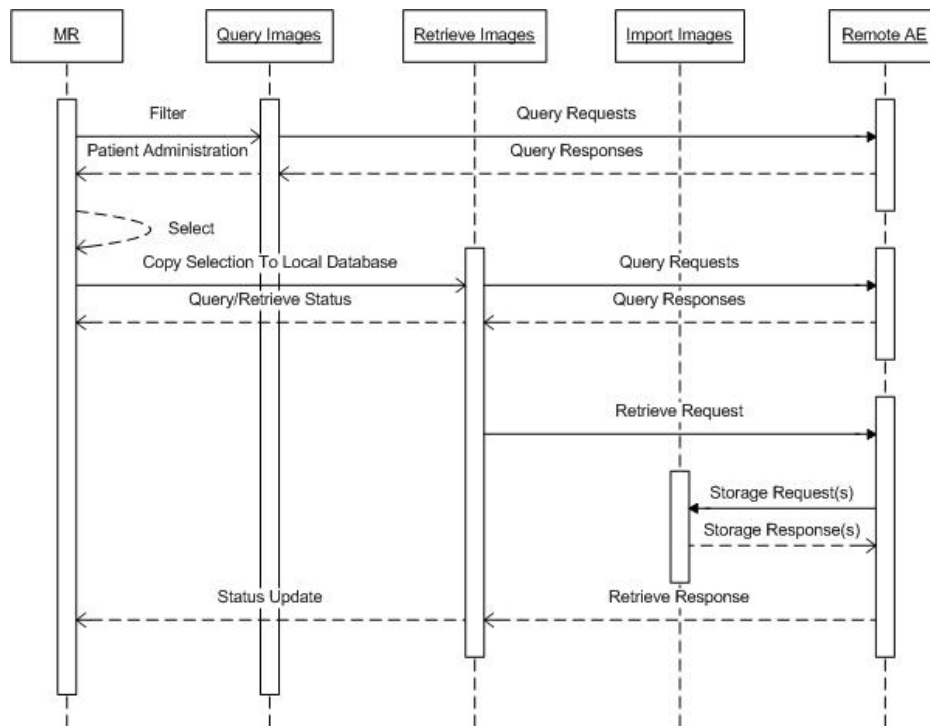 MR
Query Images
Retrieve Images
Import Images
Remote AE
Filter
Query Requests
Patient Administration
Query Responses
Select
Copy Selection To Local Database
Query Requests
Query/Retrieve Status
Query Responses
Retrieve Request
Storage Request(s)
Storage Response(s)
Status Update
Retrieve Response